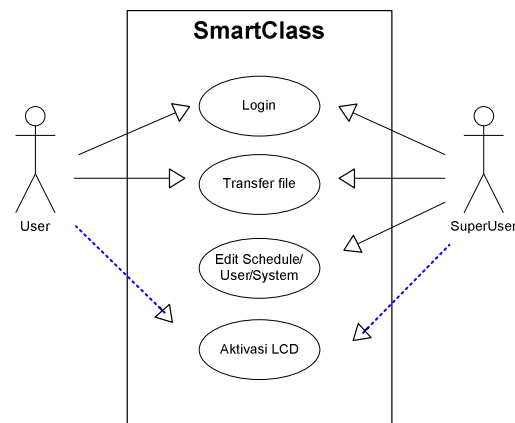 SmartClass
Login
Transfer file
User
SuperUser
Edit Schedule/
User/System
Aktivasi LCD